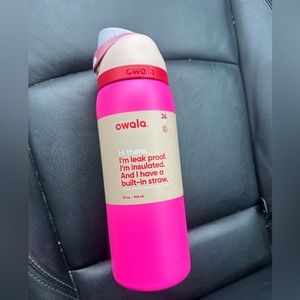 owala
owala.
24
Hi there.
I'm leak proof.
I'm insulated.
And I have a
built-in straw.